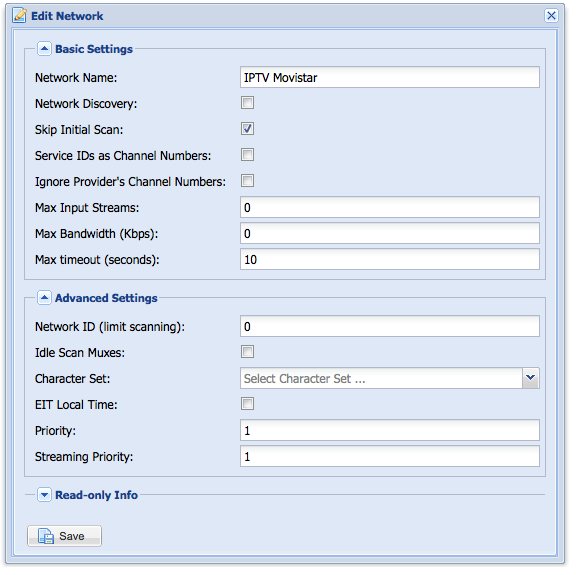 Edit Network
Basic Settings
Network Name: IPTV Movistar
Network Discovery:
Skip Initial Scan:
Service IDs as Channel Numbers:
Ignore Provider's Channel Numbers:
Max Input Streams: 0
Max Bandwidth (Kbps): 0
Max timeout (seconds): 10
Advanced Settings
Network ID (limit scanning): 0
Idle Scan Muxes:
Character Set: Select Character Set ...
EIT Local Time:
Priority: 1
Streaming Priority: 1
Read-only Info
Save